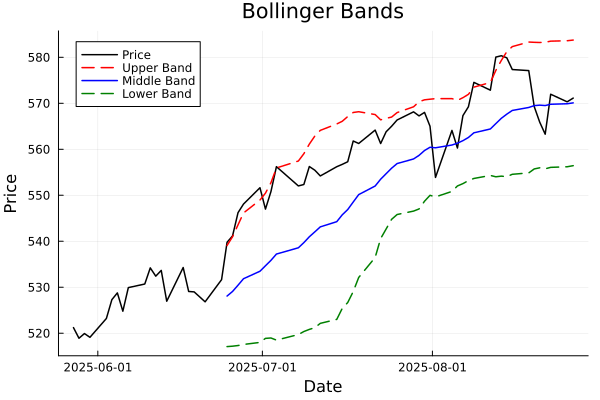 Bollinger Bands
Price
Upper Band
Middle Band
Lower Band
580
570
560
550
540
530
520
Price
2025-06-01
2025-07-01
2025-08-01
Date